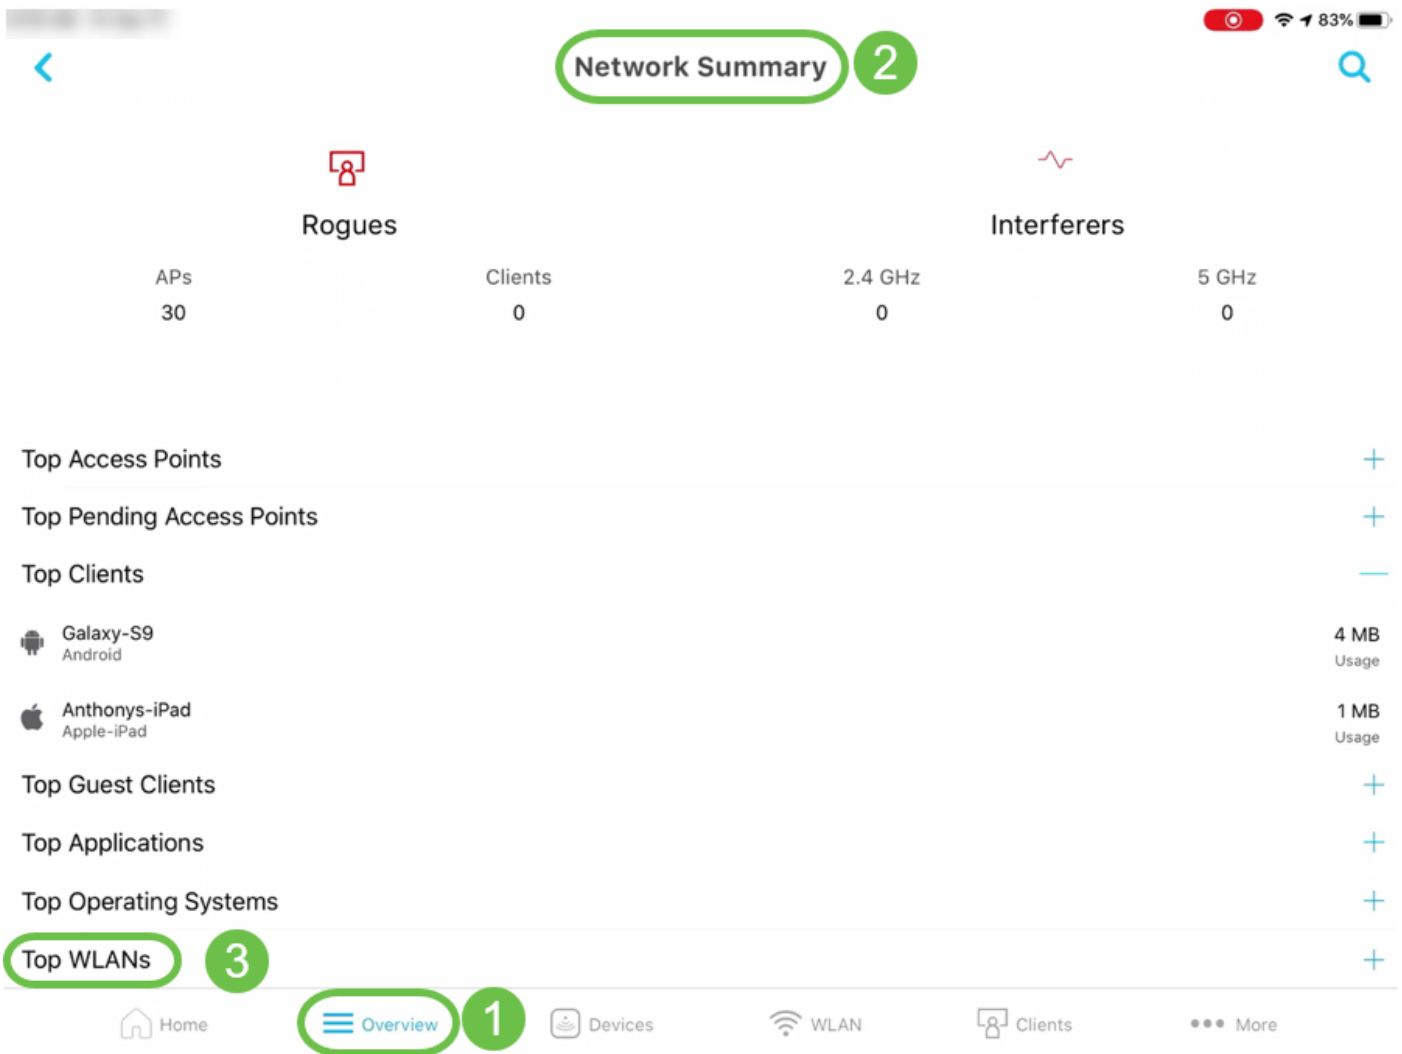 83%
Network Summary 2
Rogues Interferers
APs Clients 2.4 GHz 5 GHz
30 0 0 0
Top Access Points
Top Pending Access Points
Top Clients
Galaxy-S9 4 MB
Android Usage
Anthonys-iPad 1 MB
Apple-iPad Usage
Top Guest Clients
Top Applications
Top Operating Systems
Top WLANs 3
Home Overview 1 Devices WLAN Clients More